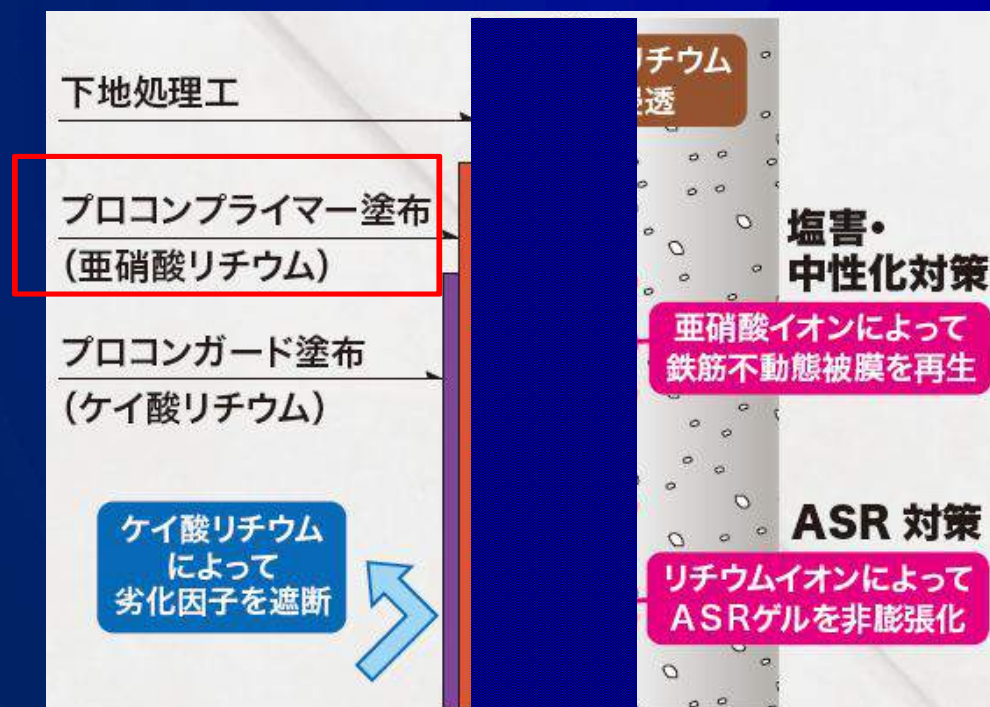 下地処理工
プロコンプライマー塗布
(亜硝酸リチウム)
プロコンガード塗布
(ケイ酸リチウム)
ケイ酸リチウム
によって
劣化因子を遮断
チウム
透
塩害・
中性化対策
亜硝酸イオンによって
鉄筋不動態被膜を再生
ASR 対策
リチウムイオンによって
ASRゲルを非膨張化